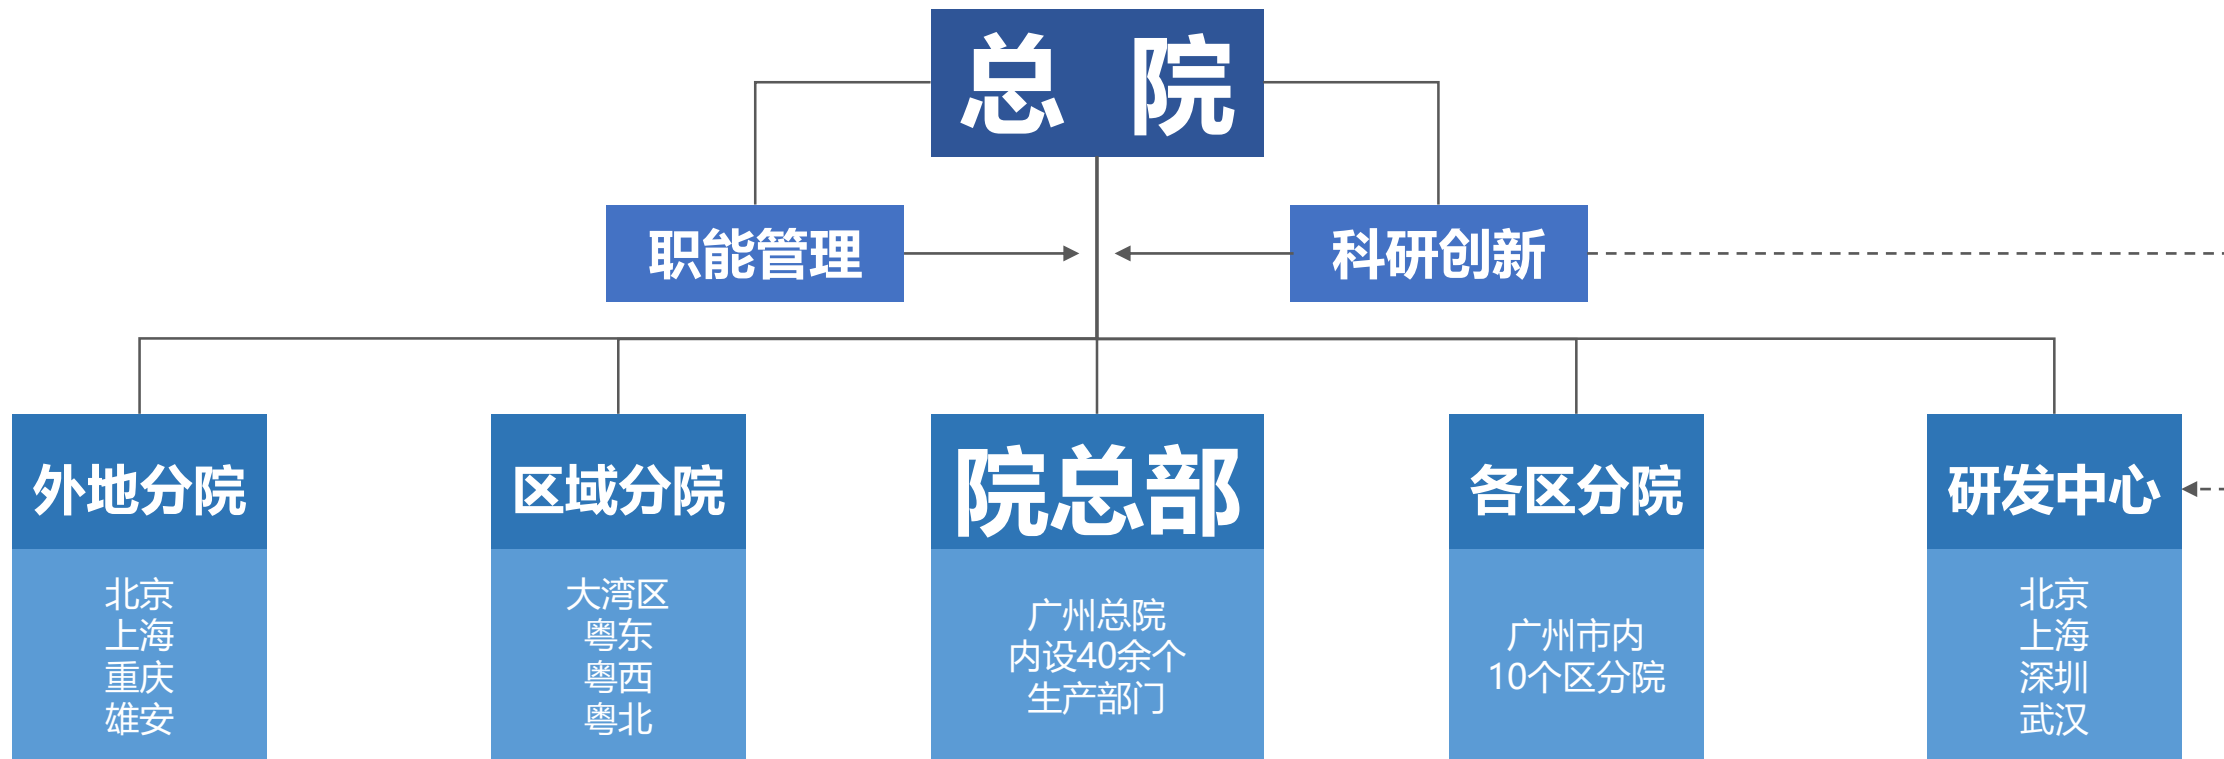 总 院
职能管理
科研创新
外地分院
北京
上海
重庆
雄安
区域分院
大湾区
粤东
粤西
粤北
院总部
广州总院
内设40余个
生产部门
各区分院
广州市内
10个区分院
研发中心
北京
上海
深圳
武汉